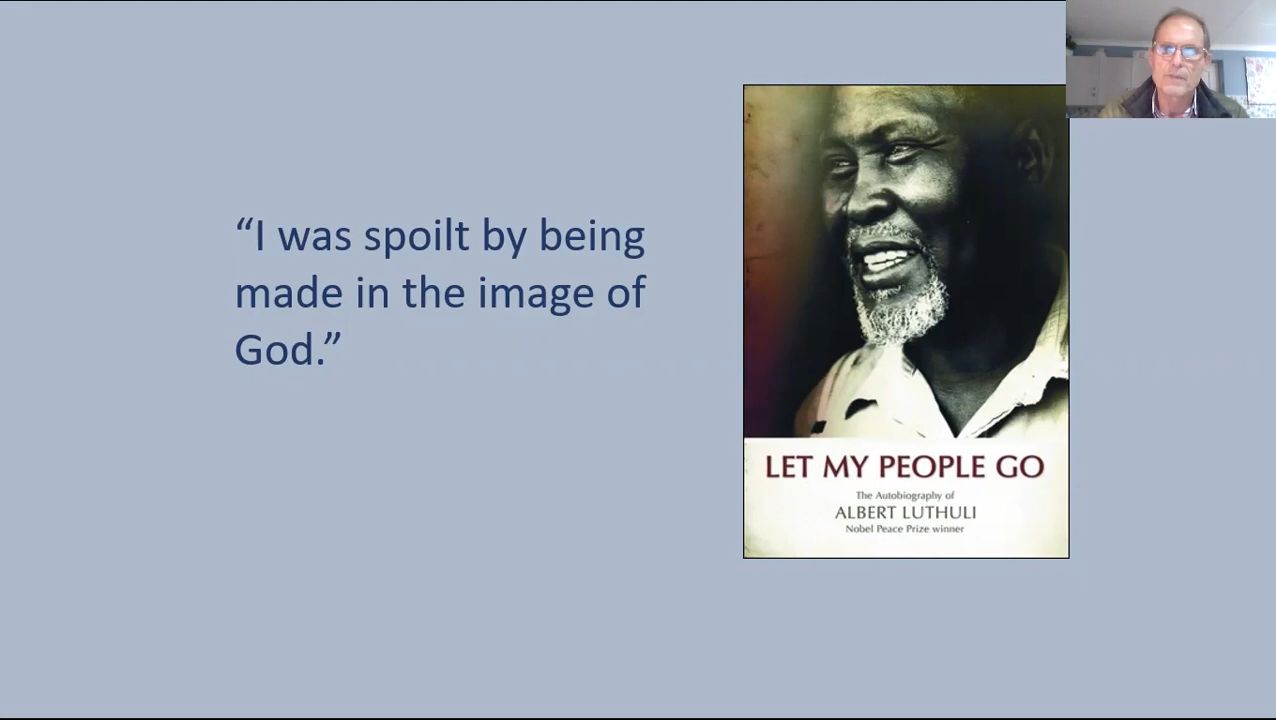 “I was spoilt by being
made in the image of
God.”
LET MY PEOPLE GO
The Autobiography of
ALBERT LUTHULI
Nobel Peace Prize winner